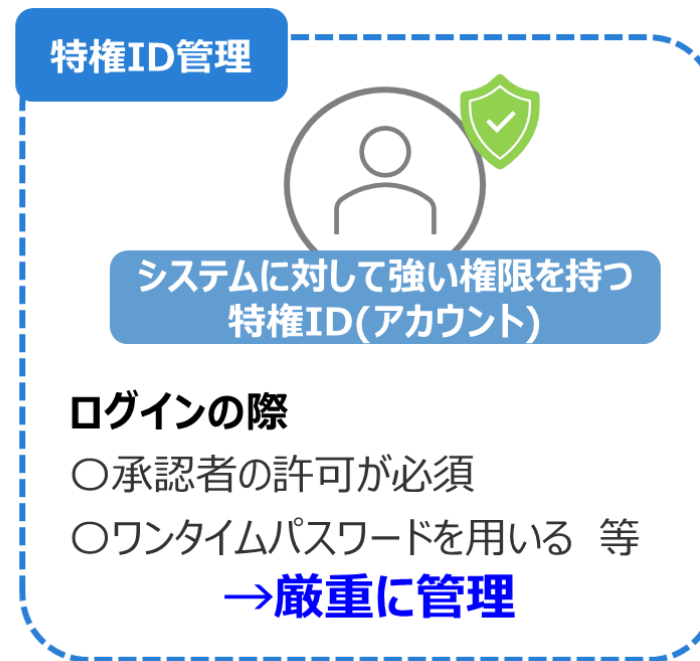 特権ID管理
システムに対して強い権限を持つ
特権ID(アカウント)
ログインの際
〇承認者の許可が必須
〇ワンタイムパスワードを用いる 等
→厳重に管理